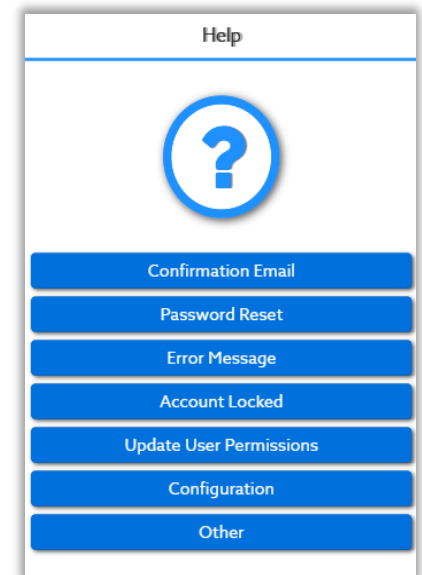 Help
?
Confirmation Email
Password Reset
Error Message
Account Locked
Update User Permissions
Configuration
Other